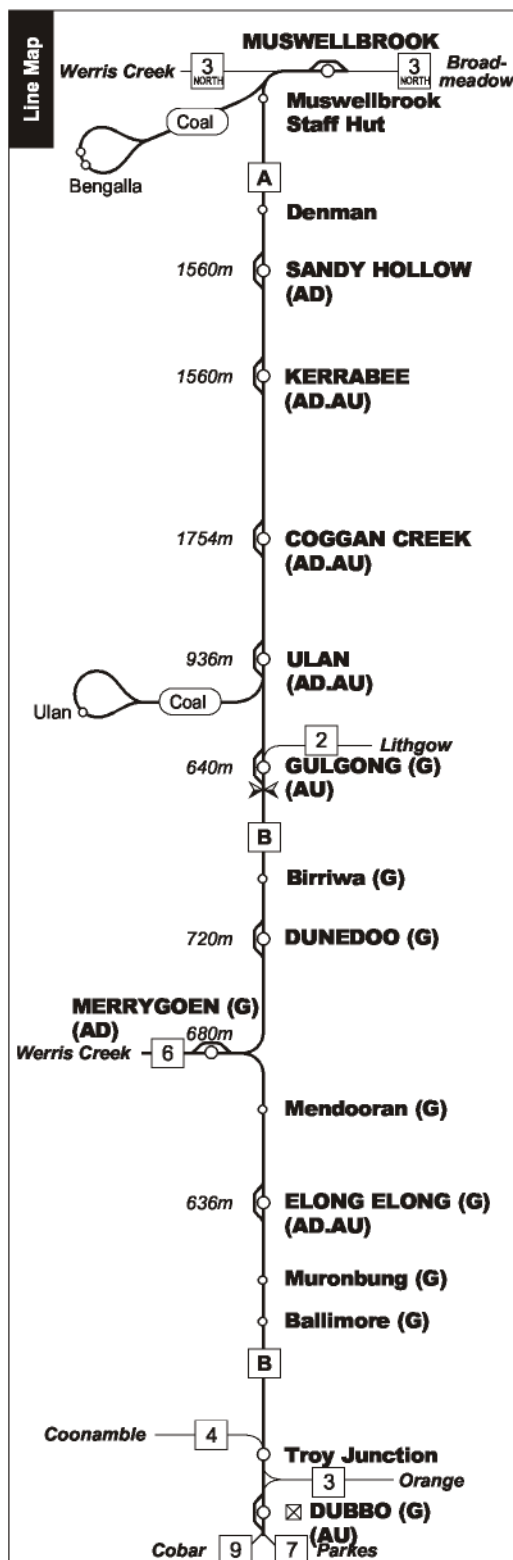 Line Map
MUSWELLBROOK
Werris Creek 3 NORTH 3 NORTH Broad-
meadow
Muswellbrook
Staff Hut
Coal
Bengalla
A
Denman
1560m SANDY HOLLOW
(AD)
1560m KERRABEE
(AD.AU)
1754m COGGAN CREEK
(AD.AU)
936m ULAN
(AD.AU)
Ulan Coal
2 Lithgow
640m GULGONG (G)
(AU)
B
Birriwa (G)
720m DUNEDOO (G)
MERRYGOEN (G)
(AD) 680m
Werris Creek 6
Mendooran (G)
636m ELONG ELONG (G)
(AD.AU)
Muronbung (G)
Ballimore (G)
B
Coonamble 4
Troy Junction
3 Orange
DUBBO (G)
(AU)
Cobar 9 7 Parkes